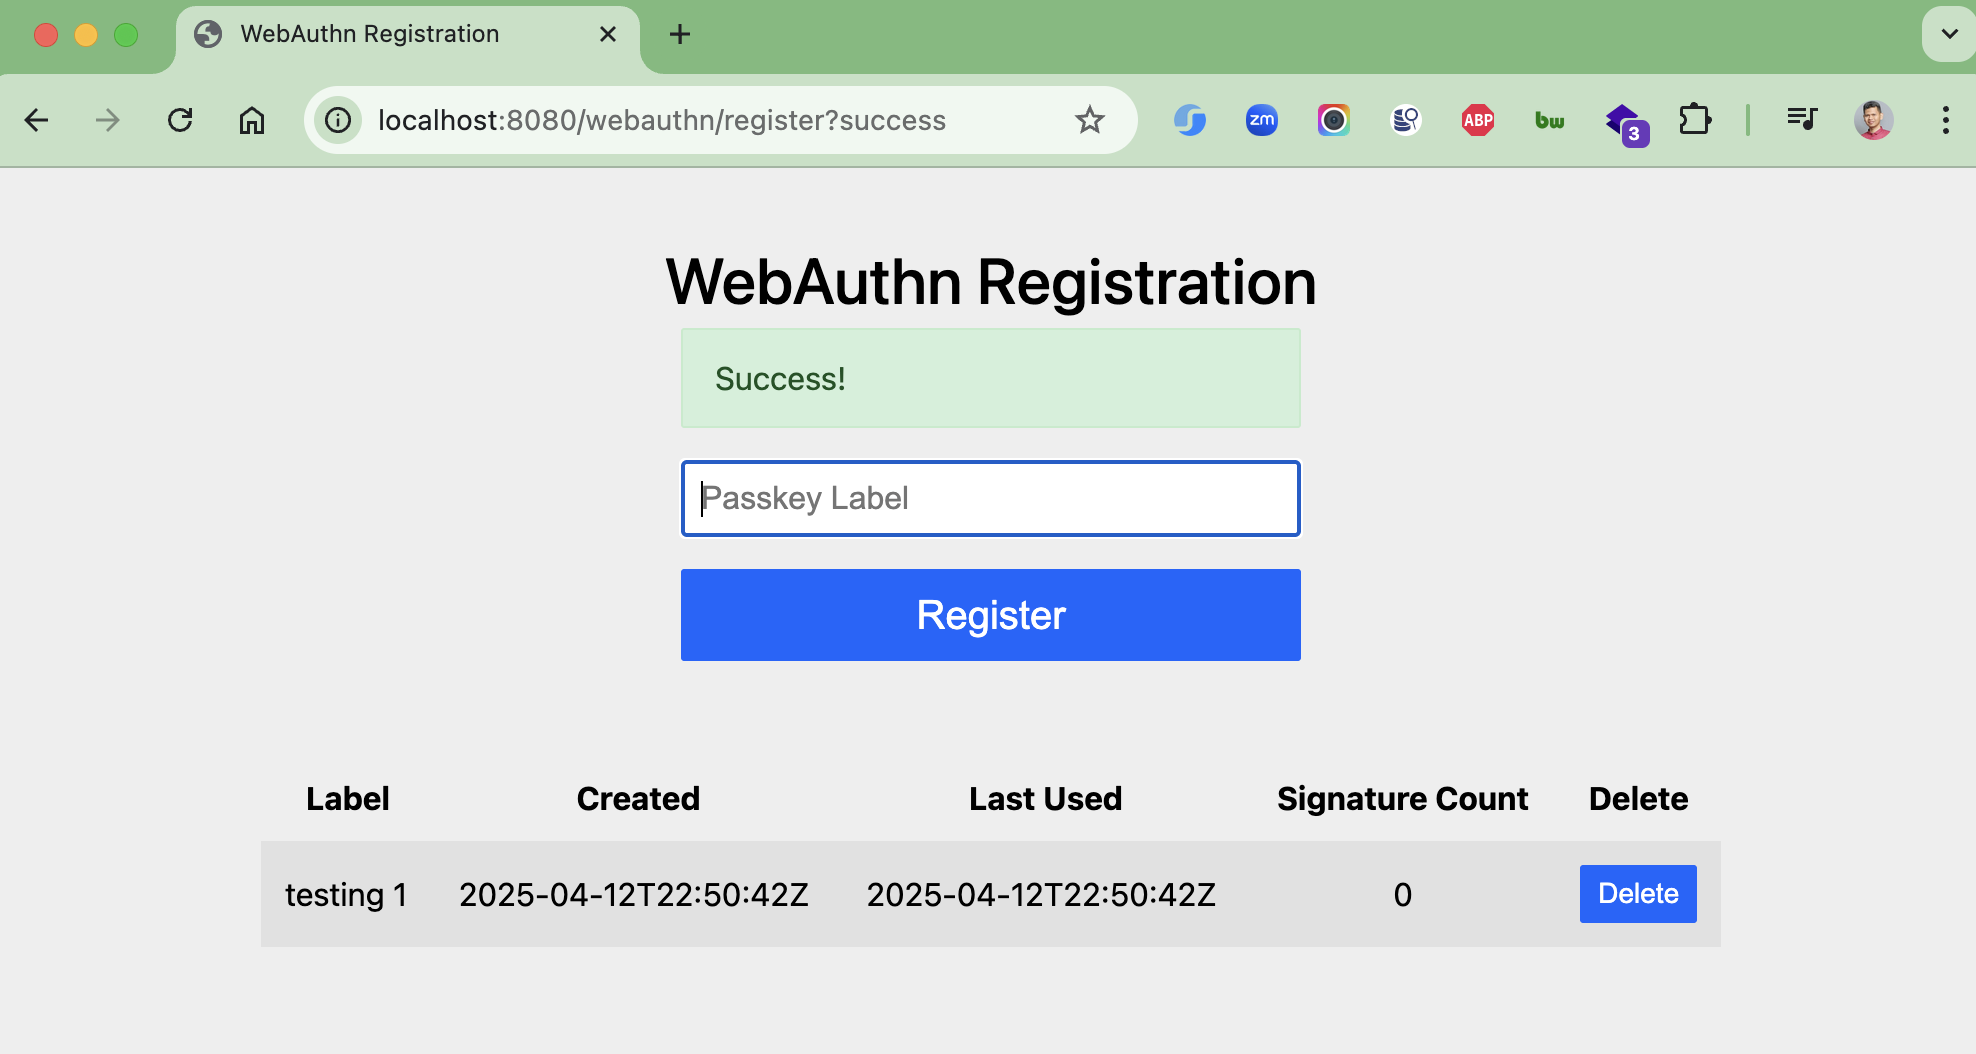 WebAuthn Registration
localhost:8080/webauthn/register?success
zm
ABP
bw
3
WebAuthn Registration
Success!
Passkey Label
Register
Label Created Last Used Signature Count Delete
testing 1 2025-04-12T22:50:42Z 2025-04-12T22:50:42Z 0 Delete